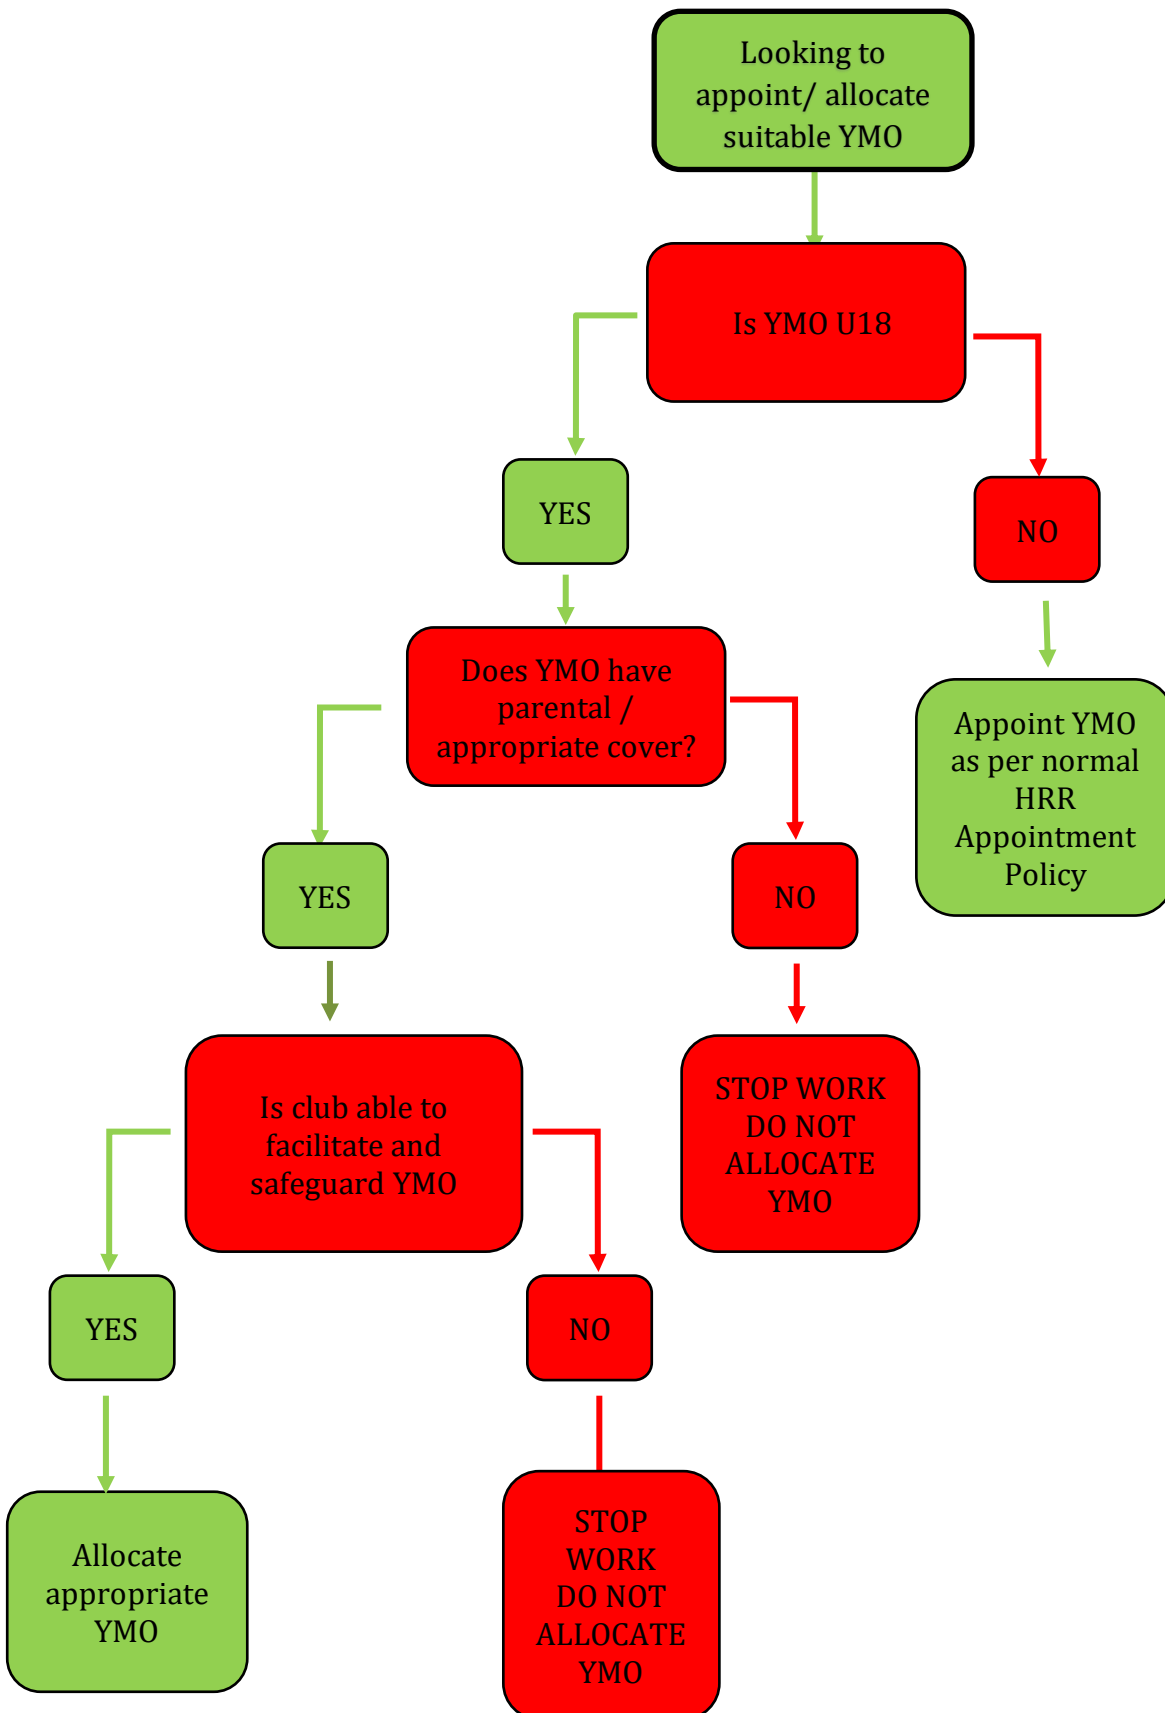 Looking to
appoint/ allocate
suitable YMO
Is YMO U18
YES
NO
Does YMO have
parental /
appropriate cover?
Appoint YMO
as per normal
HRR
Appointment
Policy
YES
NO
Is club able to
facilitate and
safeguard YMO
STOP WORK
DO NOT
ALLOCATE
YMO
YES
NO
Allocate
appropriate
YMO
STOP
WORK
DO NOT
ALLOCATE
YMO